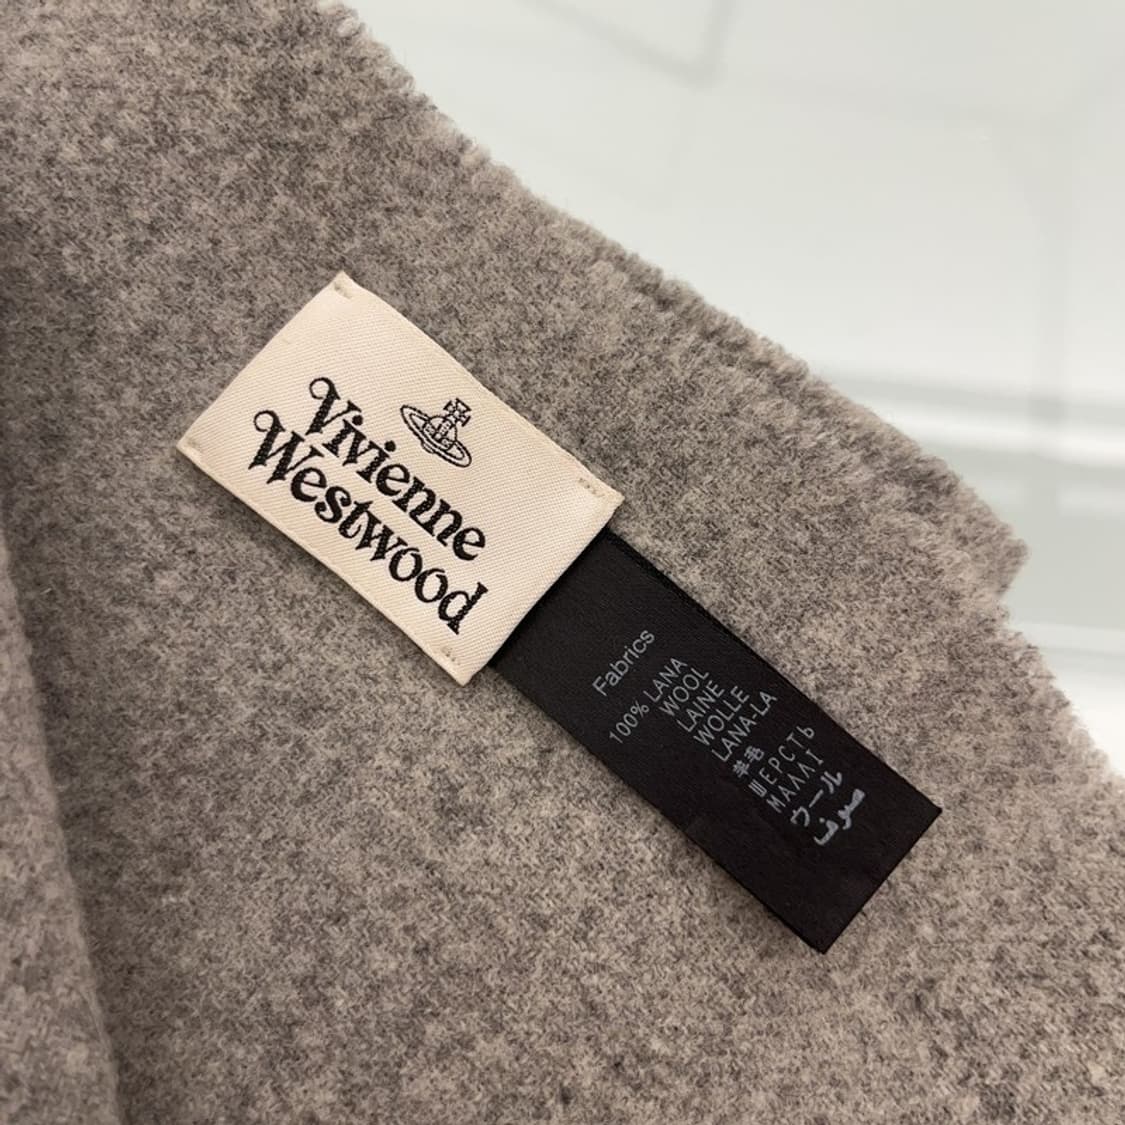 Vivienne
Westwood
Fabrics
100% LANA
WOOL
LAINE
WOLLE
LANA-LA
羊毛
ШЕРСТЬ
ΜΑΛΛΙ
ウール
صوف